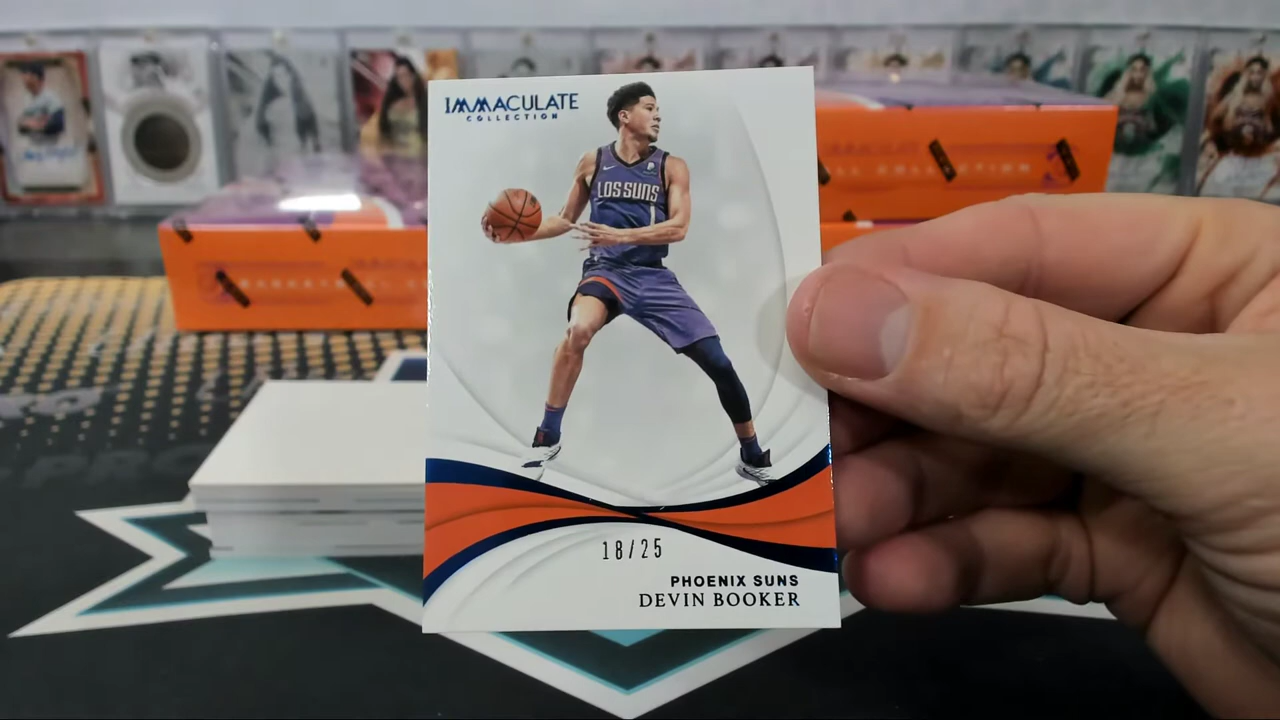 IMMACULATE
COLLECTION
LOS SUNS
1
18/25
PHOENIX SUNS
DEVIN BOOKER